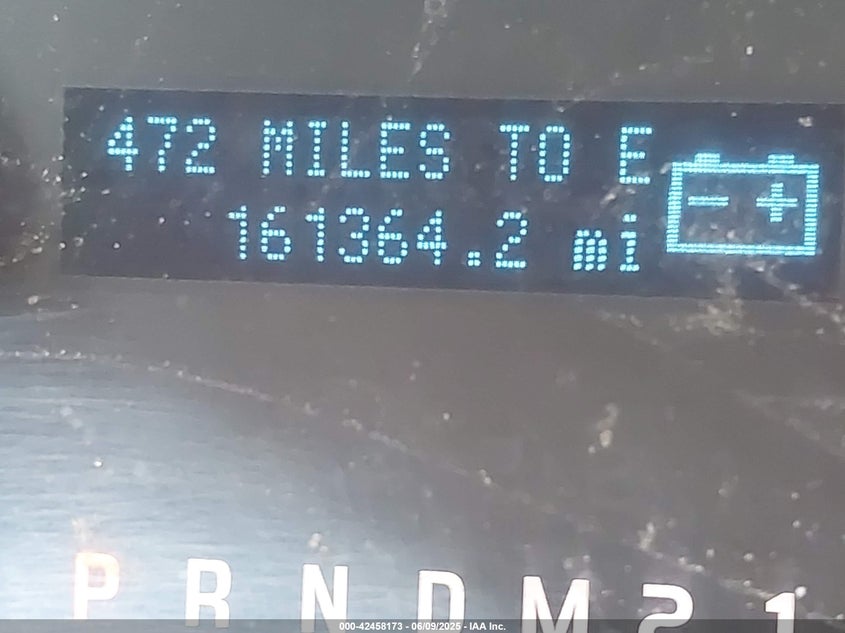 472 MILES TO E
161364.2 mi
P R N D M 2 1
000-42458173 - 06/09/2025 - IAA Inc.